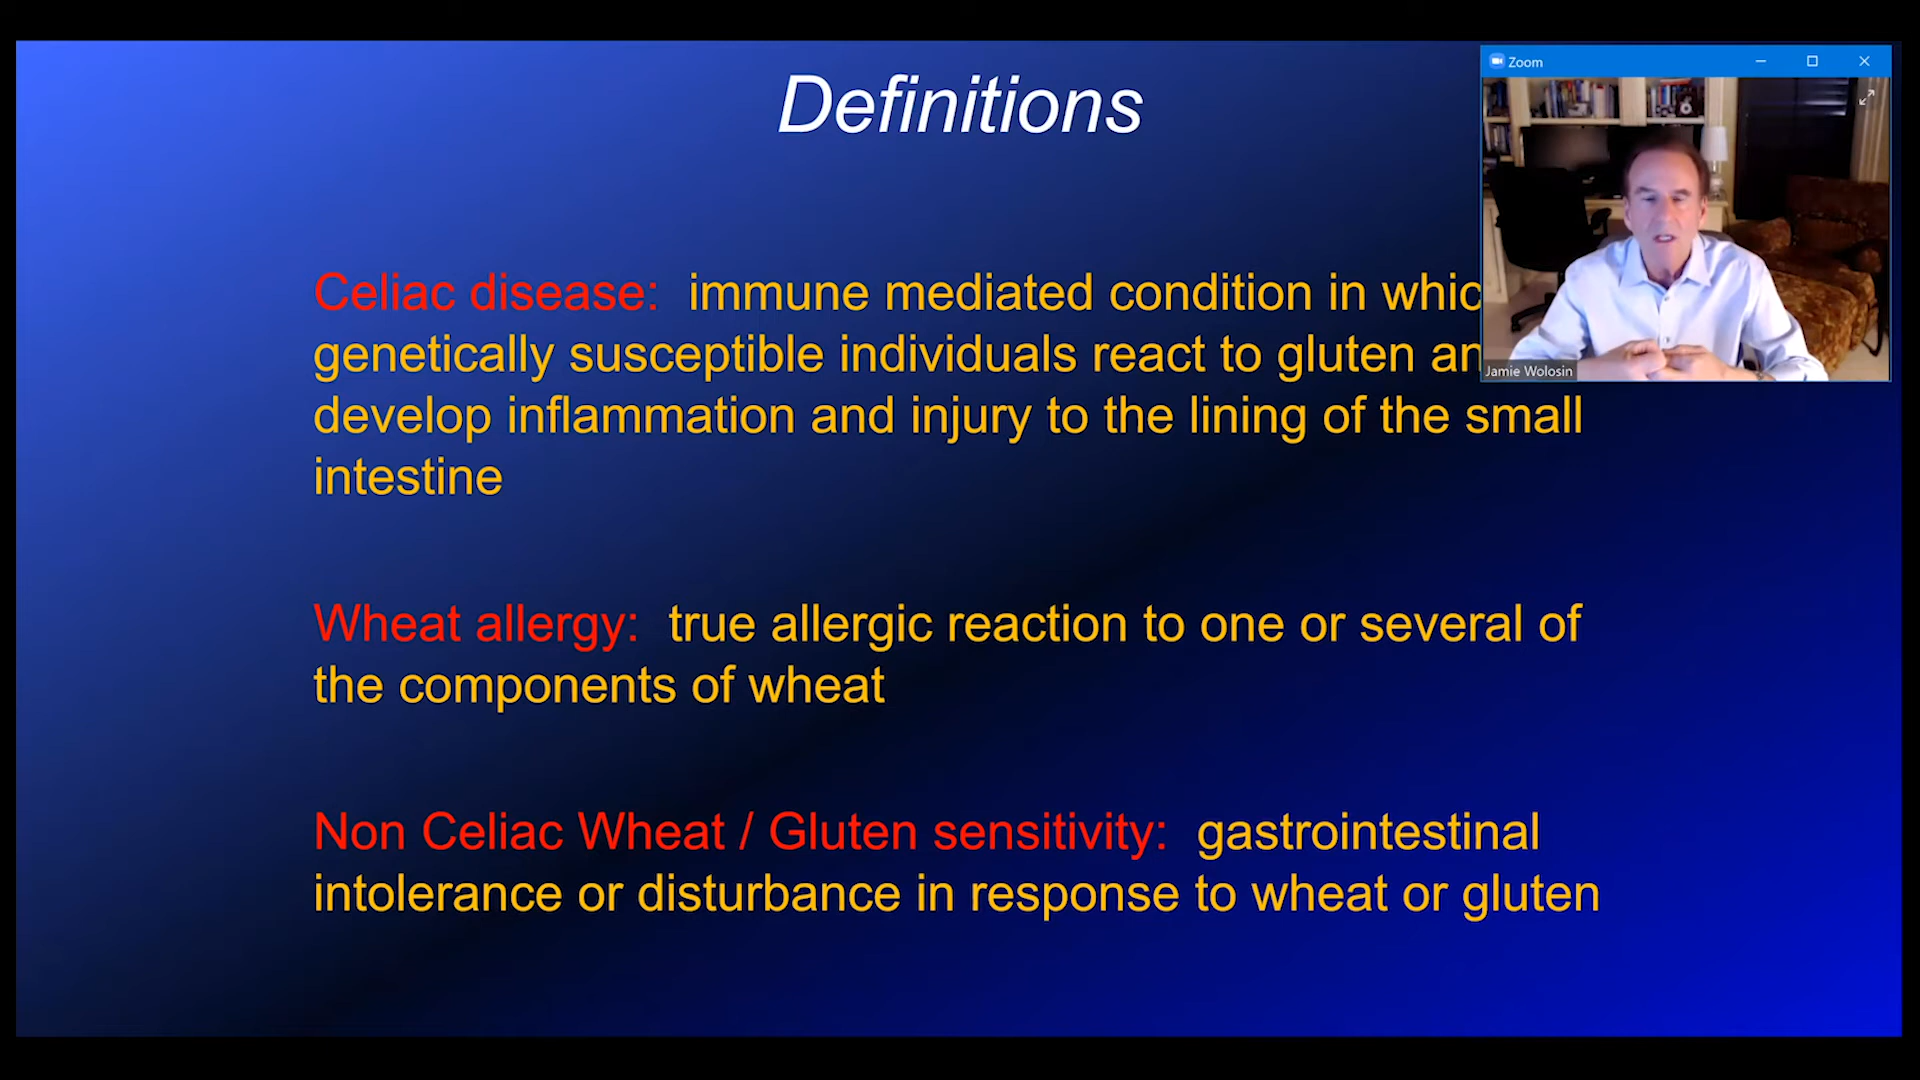 Definitions
Zoom
Celiac disease: immune mediated condition in
genetically susceptible individuals react to gluten
develop inflammation and injury to the lining of the small
intestine
Jamie Wolosin
Wheat allergy: true allergic reaction to one or several of
the components of wheat
Non Celiac Wheat / Gluten sensitivity: gastrointestinal
intolerance or disturbance in response to wheat or gluten